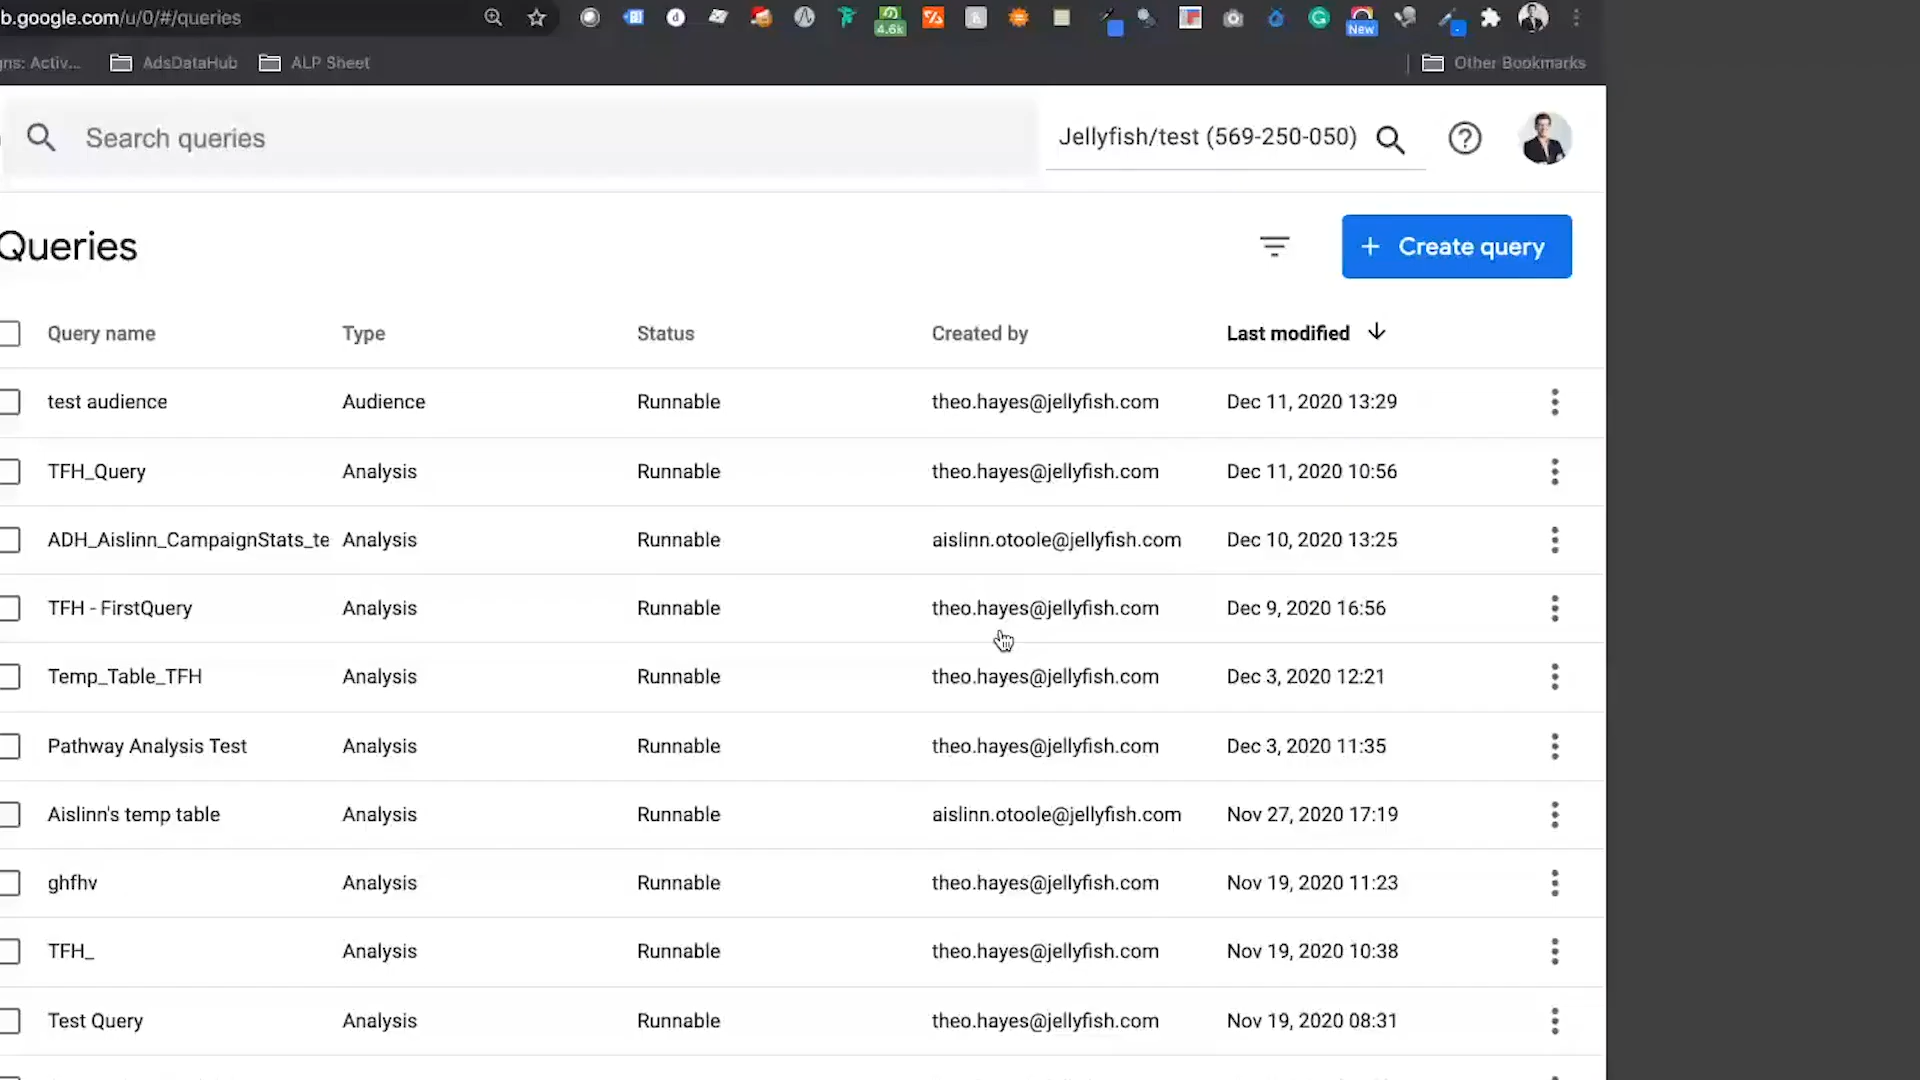 b.google.com/u/0/#/queries
4.6k
New
gns: Activ...
AdsDataHub
ALP Sheet
Other Bookmarks
Search queries
Jellyfish/test (569-250-050)
Queries
+ Create query
Query name Type Status Created by Last modified
test audience Audience Runnable theo.hayes@jellyfish.com Dec 11, 2020 13:29
TFH_Query Analysis Runnable theo.hayes@jellyfish.com Dec 11, 2020 10:56
ADH_Aislinn_CampaignStats_te Analysis Runnable aislinn.otoole@jellyfish.com Dec 10, 2020 13:25
TFH - FirstQuery Analysis Runnable theo.hayes@jellyfish.com Dec 9, 2020 16:56
Temp_Table_TFH Analysis Runnable theo.hayes@jellyfish.com Dec 3, 2020 12:21
Pathway Analysis Test Analysis Runnable theo.hayes@jellyfish.com Dec 3, 2020 11:35
Aislinn's temp table Analysis Runnable aislinn.otoole@jellyfish.com Nov 27, 2020 17:19
ghfhv Analysis Runnable theo.hayes@jellyfish.com Nov 19, 2020 11:23
TFH_ Analysis Runnable theo.hayes@jellyfish.com Nov 19, 2020 10:38
Test Query Analysis Runnable theo.hayes@jellyfish.com Nov 19, 2020 08:31